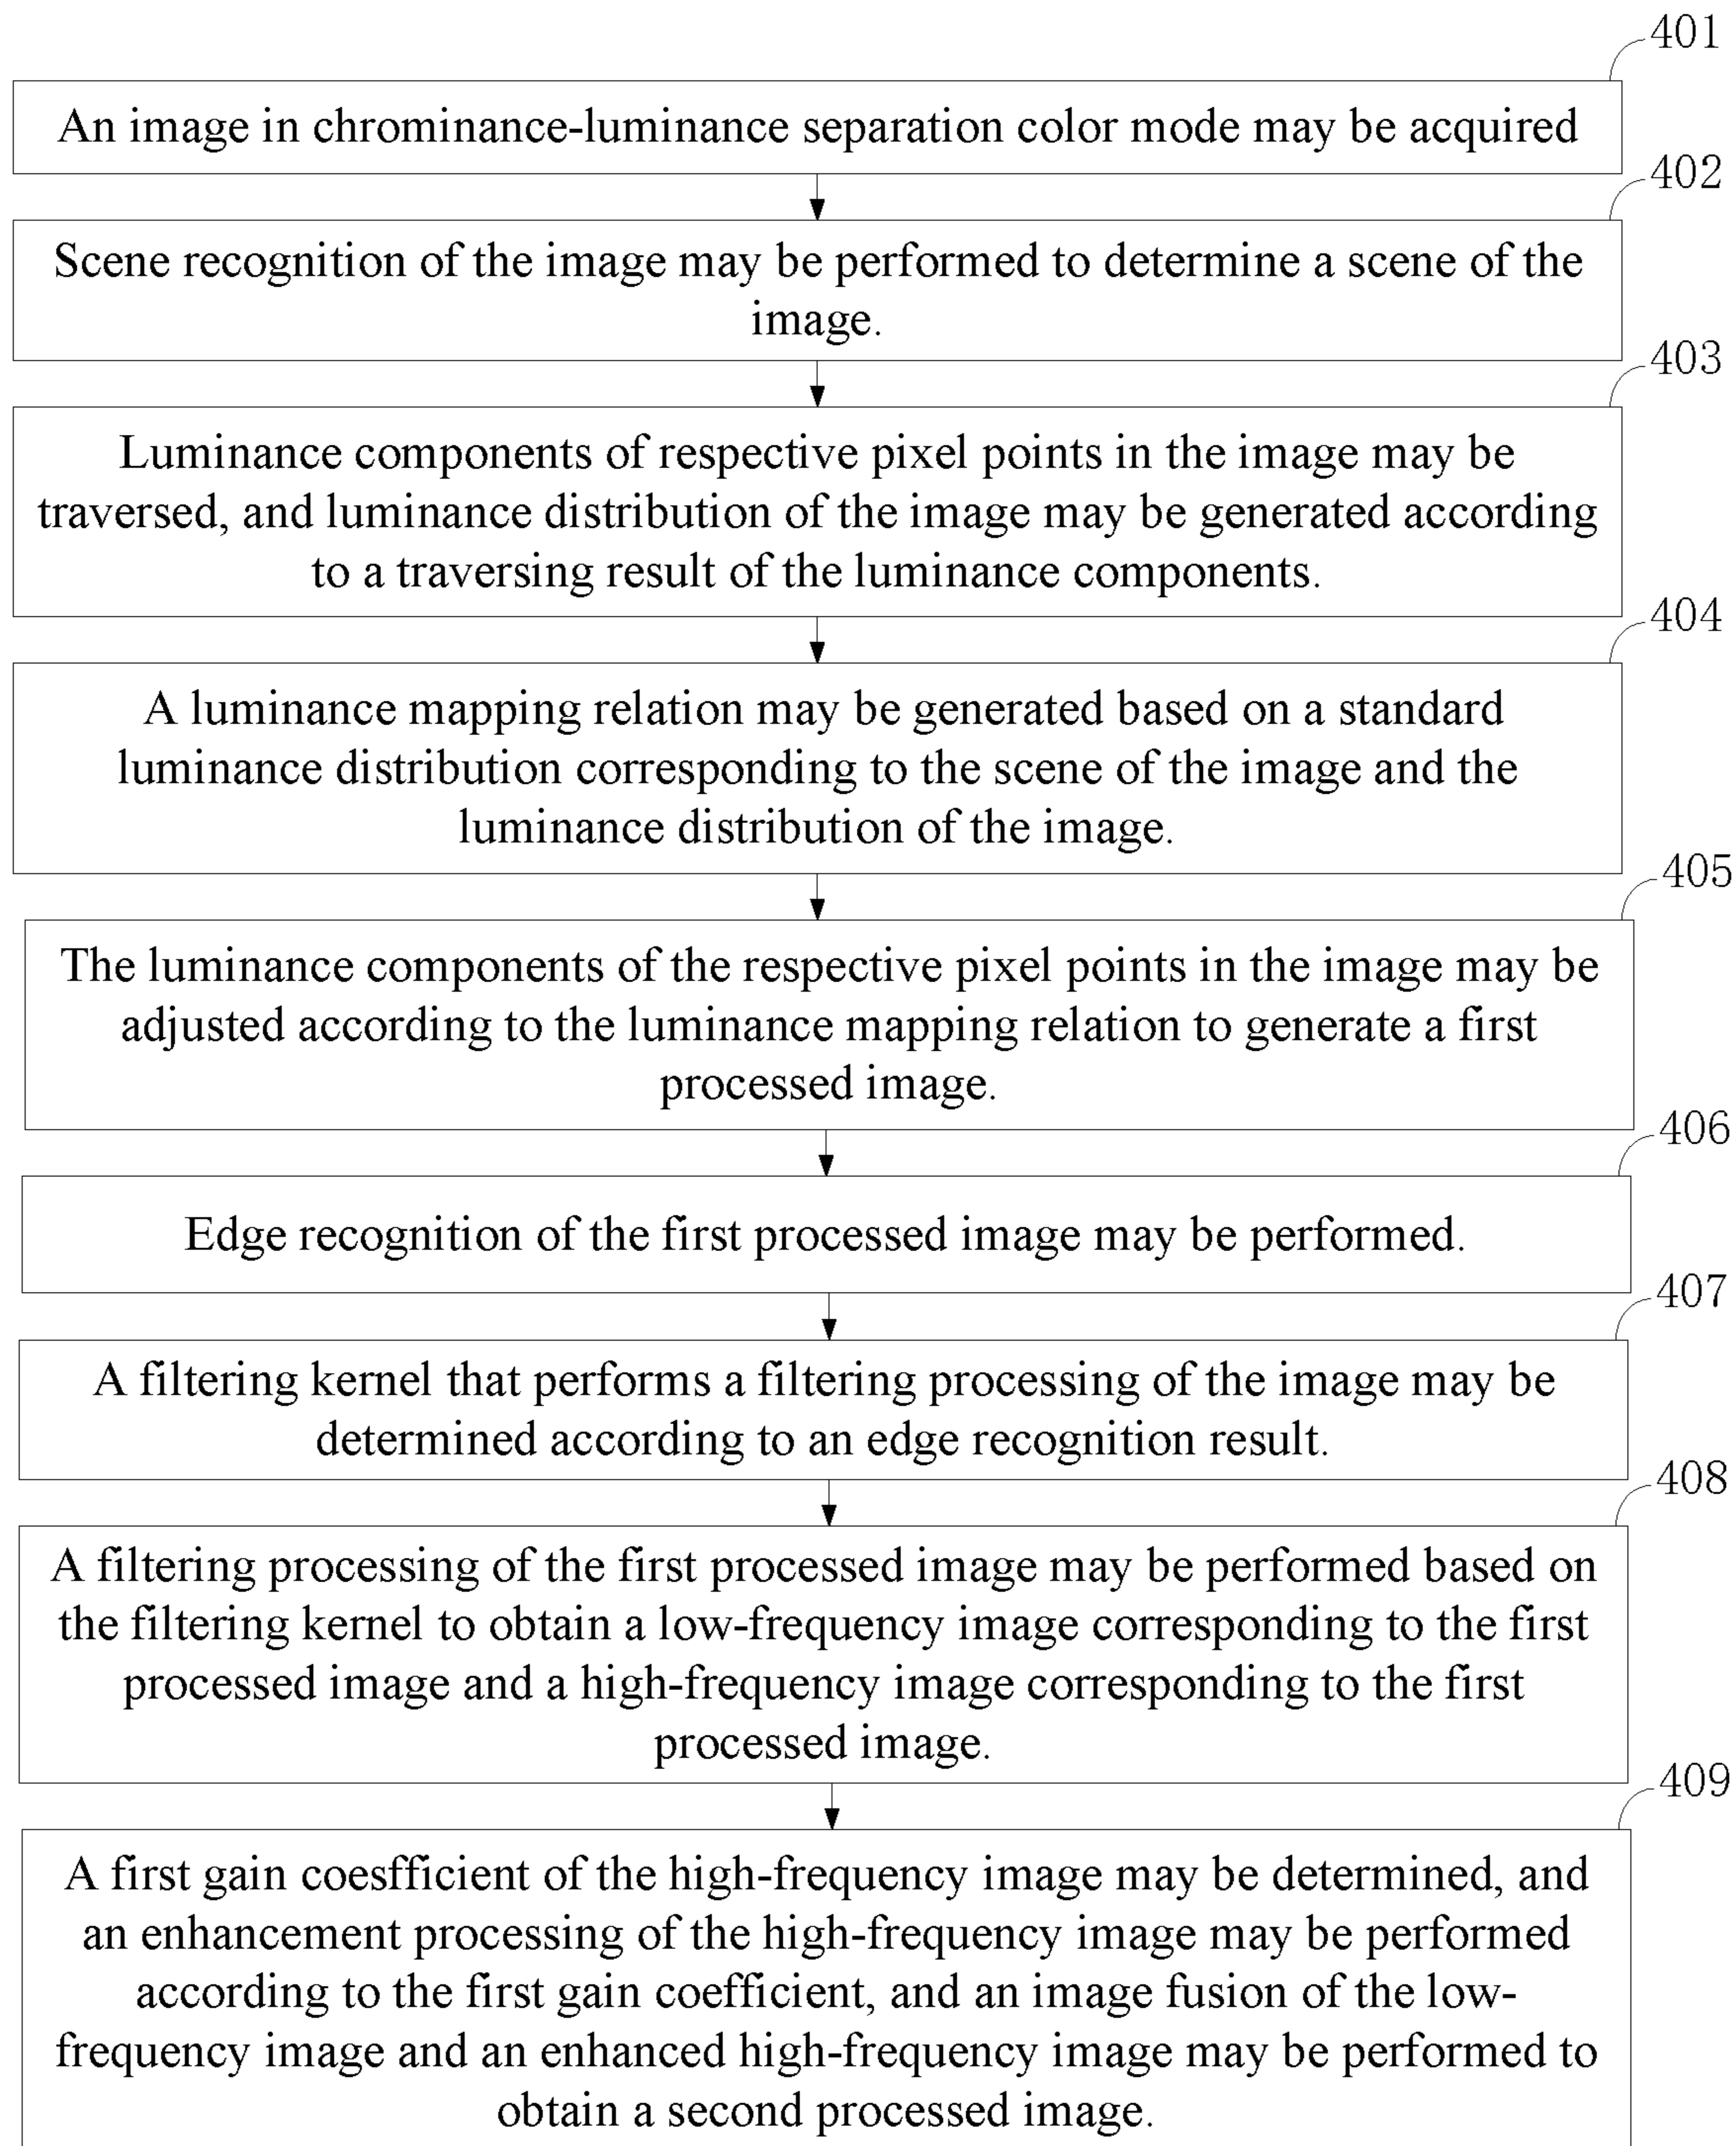 401
An image in chrominance-luminance separation color mode may be acquired
402
Scene recognition of the image may be performed to determine a scene of the
image.
403
Luminance components of respective pixel points in the image may be
traversed, and luminance distribution of the image may be generated according
to a traversing result of the luminance components.
404
A luminance mapping relation may be generated based on a standard
luminance distribution corresponding to the scene of the image and the
luminance distribution of the image.
405
The luminance components of the respective pixel points in the image may be
adjusted according to the luminance mapping relation to generate a first
processed image.
406
Edge recognition of the first processed image may be performed.
407
A filtering kernel that performs a filtering processing of the image may be
determined according to an edge recognition result.
408
A filtering processing of the first processed image may be performed based on
the filtering kernel to obtain a low-frequency image corresponding to the first
processed image and a high-frequency image corresponding to the first
processed image.
409
A first gain coesfficient of the high-frequency image may be determined, and
an enhancement processing of the high-frequency image may be performed
according to the first gain coefficient, and an image fusion of the low-
frequency image and an enhanced high-frequency image may be performed to
obtain a second processed image.